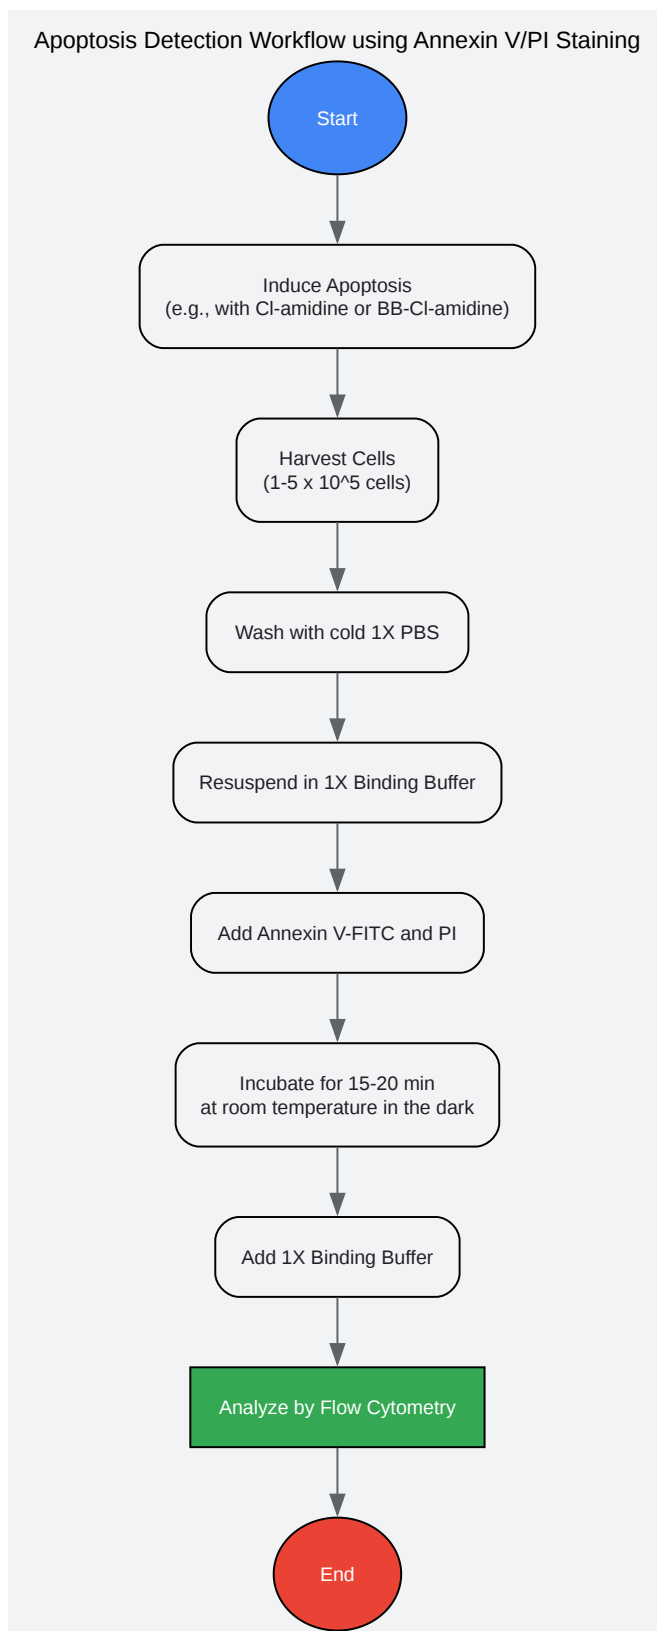 Apoptosis Detection Workflow using Annexin V/PI Staining
Start
Induce Apoptosis
(e.g., with Cl-amidine or BB-Cl-amidine)
Harvest Cells
(1-5 x 10^5 cells)
Wash with cold 1X PBS
Resuspend in 1X Binding Buffer
Add Annexin V-FITC and PI
Incubate for 15-20 min
at room temperature in the dark
Add 1X Binding Buffer
Analyze by Flow Cytometry
End